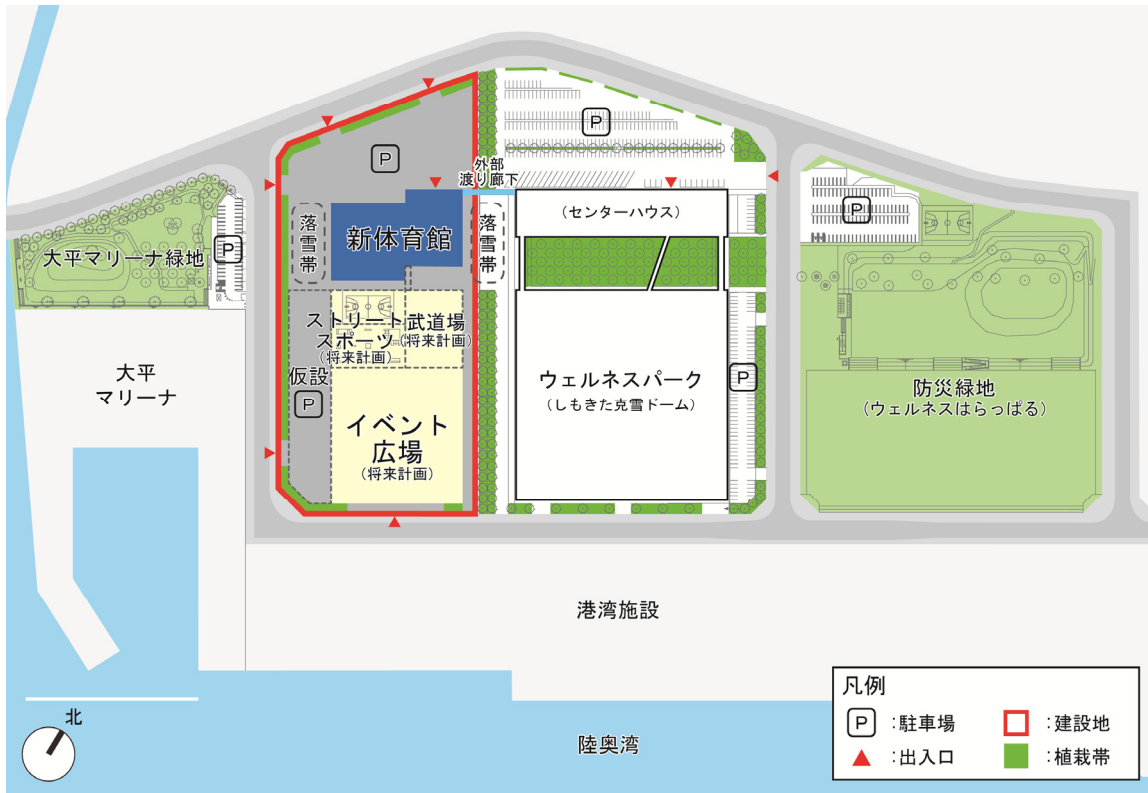 P
P
外部
渡り廊下
(センターハウス)
P
落雪帯
新体育館
落雪帯
大平マリーナ緑地
P
ストリート
スポーツ
(将来計画)
武道場
(将来計画)
大平
マリーナ
仮設
P
ウェルネスパーク
(しもきた克雪ドーム)
P
防災緑地
(ウェルネスはらっぱる)
イベント
広場
(将来計画)
港湾施設
陸奥湾
北
凡例
P :駐車場
:建設地
:出入口
:植栽帯